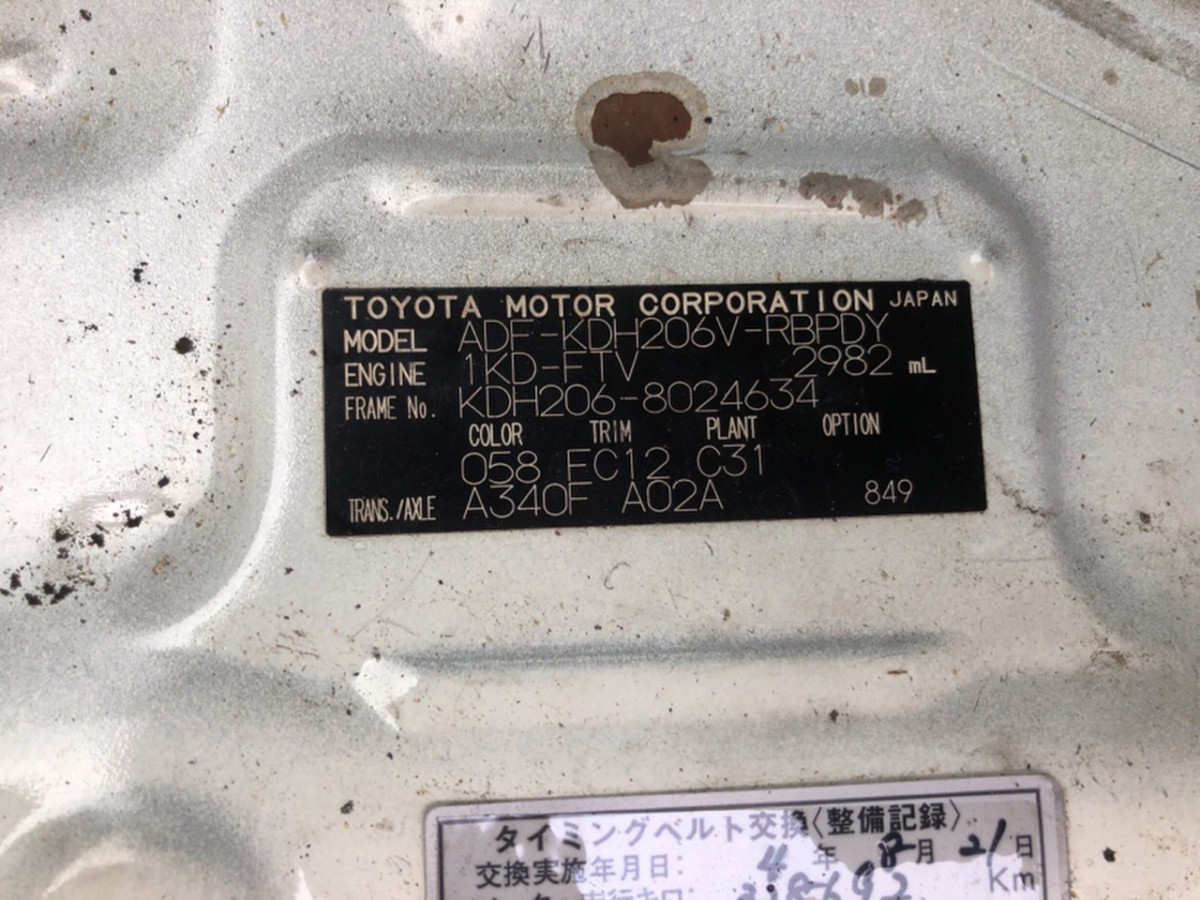 TOYOTA MOTOR CORPORATION JAPAN
MODEL ADF-KDH206V-RBPDY
ENGINE 1KD-FTV 2982 mL
FRAME No. KDH206-8024634
COLOR TRIM PLANT OPTION
058 FC12 C31
TRANS./AXLE A340F A02A 849
タイミングベルト交換〈整備記録〉
交換実施年月日: 4年 8月 21日
Km